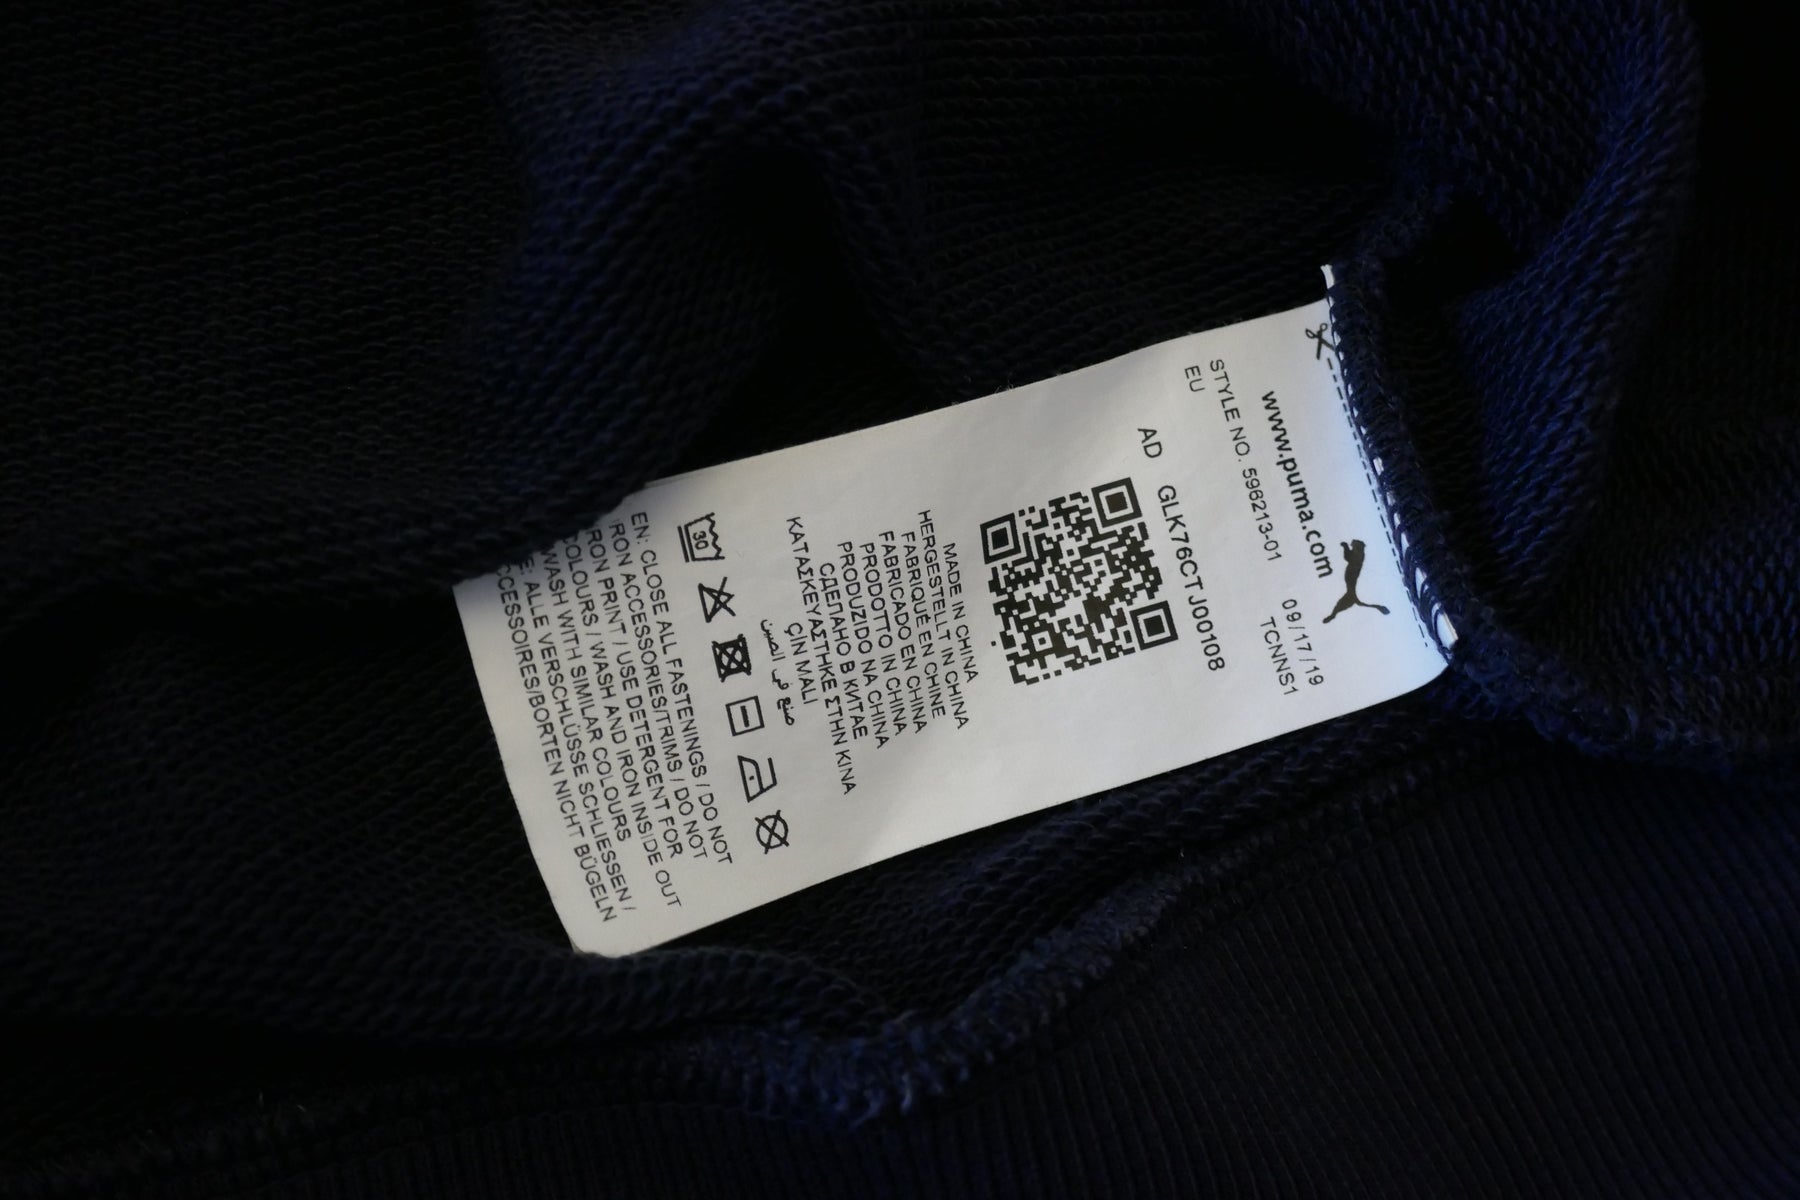 www.puma.com
STYLE NO. 596213-01 09/17/19
EU TCNNS1
AD GLK76CT J00108
MADE IN CHINA
HERGESTELLT IN CHINA
FABRIQUÉ EN CHINE
FABRICADO EN CHINA
PRODOTTO IN CHINA
PRODUZIDO NA CHINA
СДЕЛАНО В КИТАЕ
ΚΑΤΑΣΚΕΥΑΣΤΗΚΕ ΣΤΗΝ ΚΙΝΑ
ÇİN MALI
صنع في الصين
30
EN: CLOSE ALL FASTENINGS / DO NOT
IRON ACCESSORIES/TRIMS / DO NOT
IRON PRINT / USE DETERGENT FOR
COLOURS / WASH AND IRON INSIDE OUT
WASH WITH SIMILAR COLOURS
DE: ALLE VERSCHLÜSSE SCHLIESSEN /
ACCESSOIRES/BORTEN NICHT BÜGELN